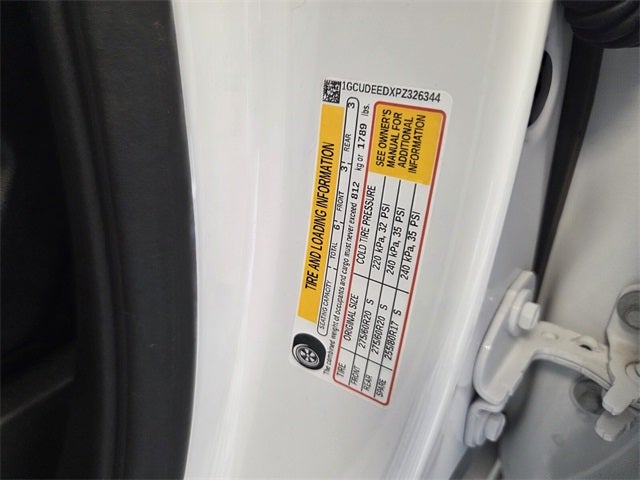 1GCUDEEDXPZ326344
TIRE AND LOADING INFORMATION
SEATING CAPACITY TOTAL 6 FRONT 3 REAR 3
The combined weight of occupants and cargo must never exceed 812 kg or 1789 lbs.
TIRE ORIGINAL SIZE COLD TIRE PRESSURE
FRONT 275/60R20 S 220 kPa, 32 PSI
REAR 275/60R20 S 240 kPa, 35 PSI
SPARE 255/80R17 S 240 kPa, 35 PSI
SEE OWNER'S
MANUAL FOR
ADDITIONAL
INFORMATION